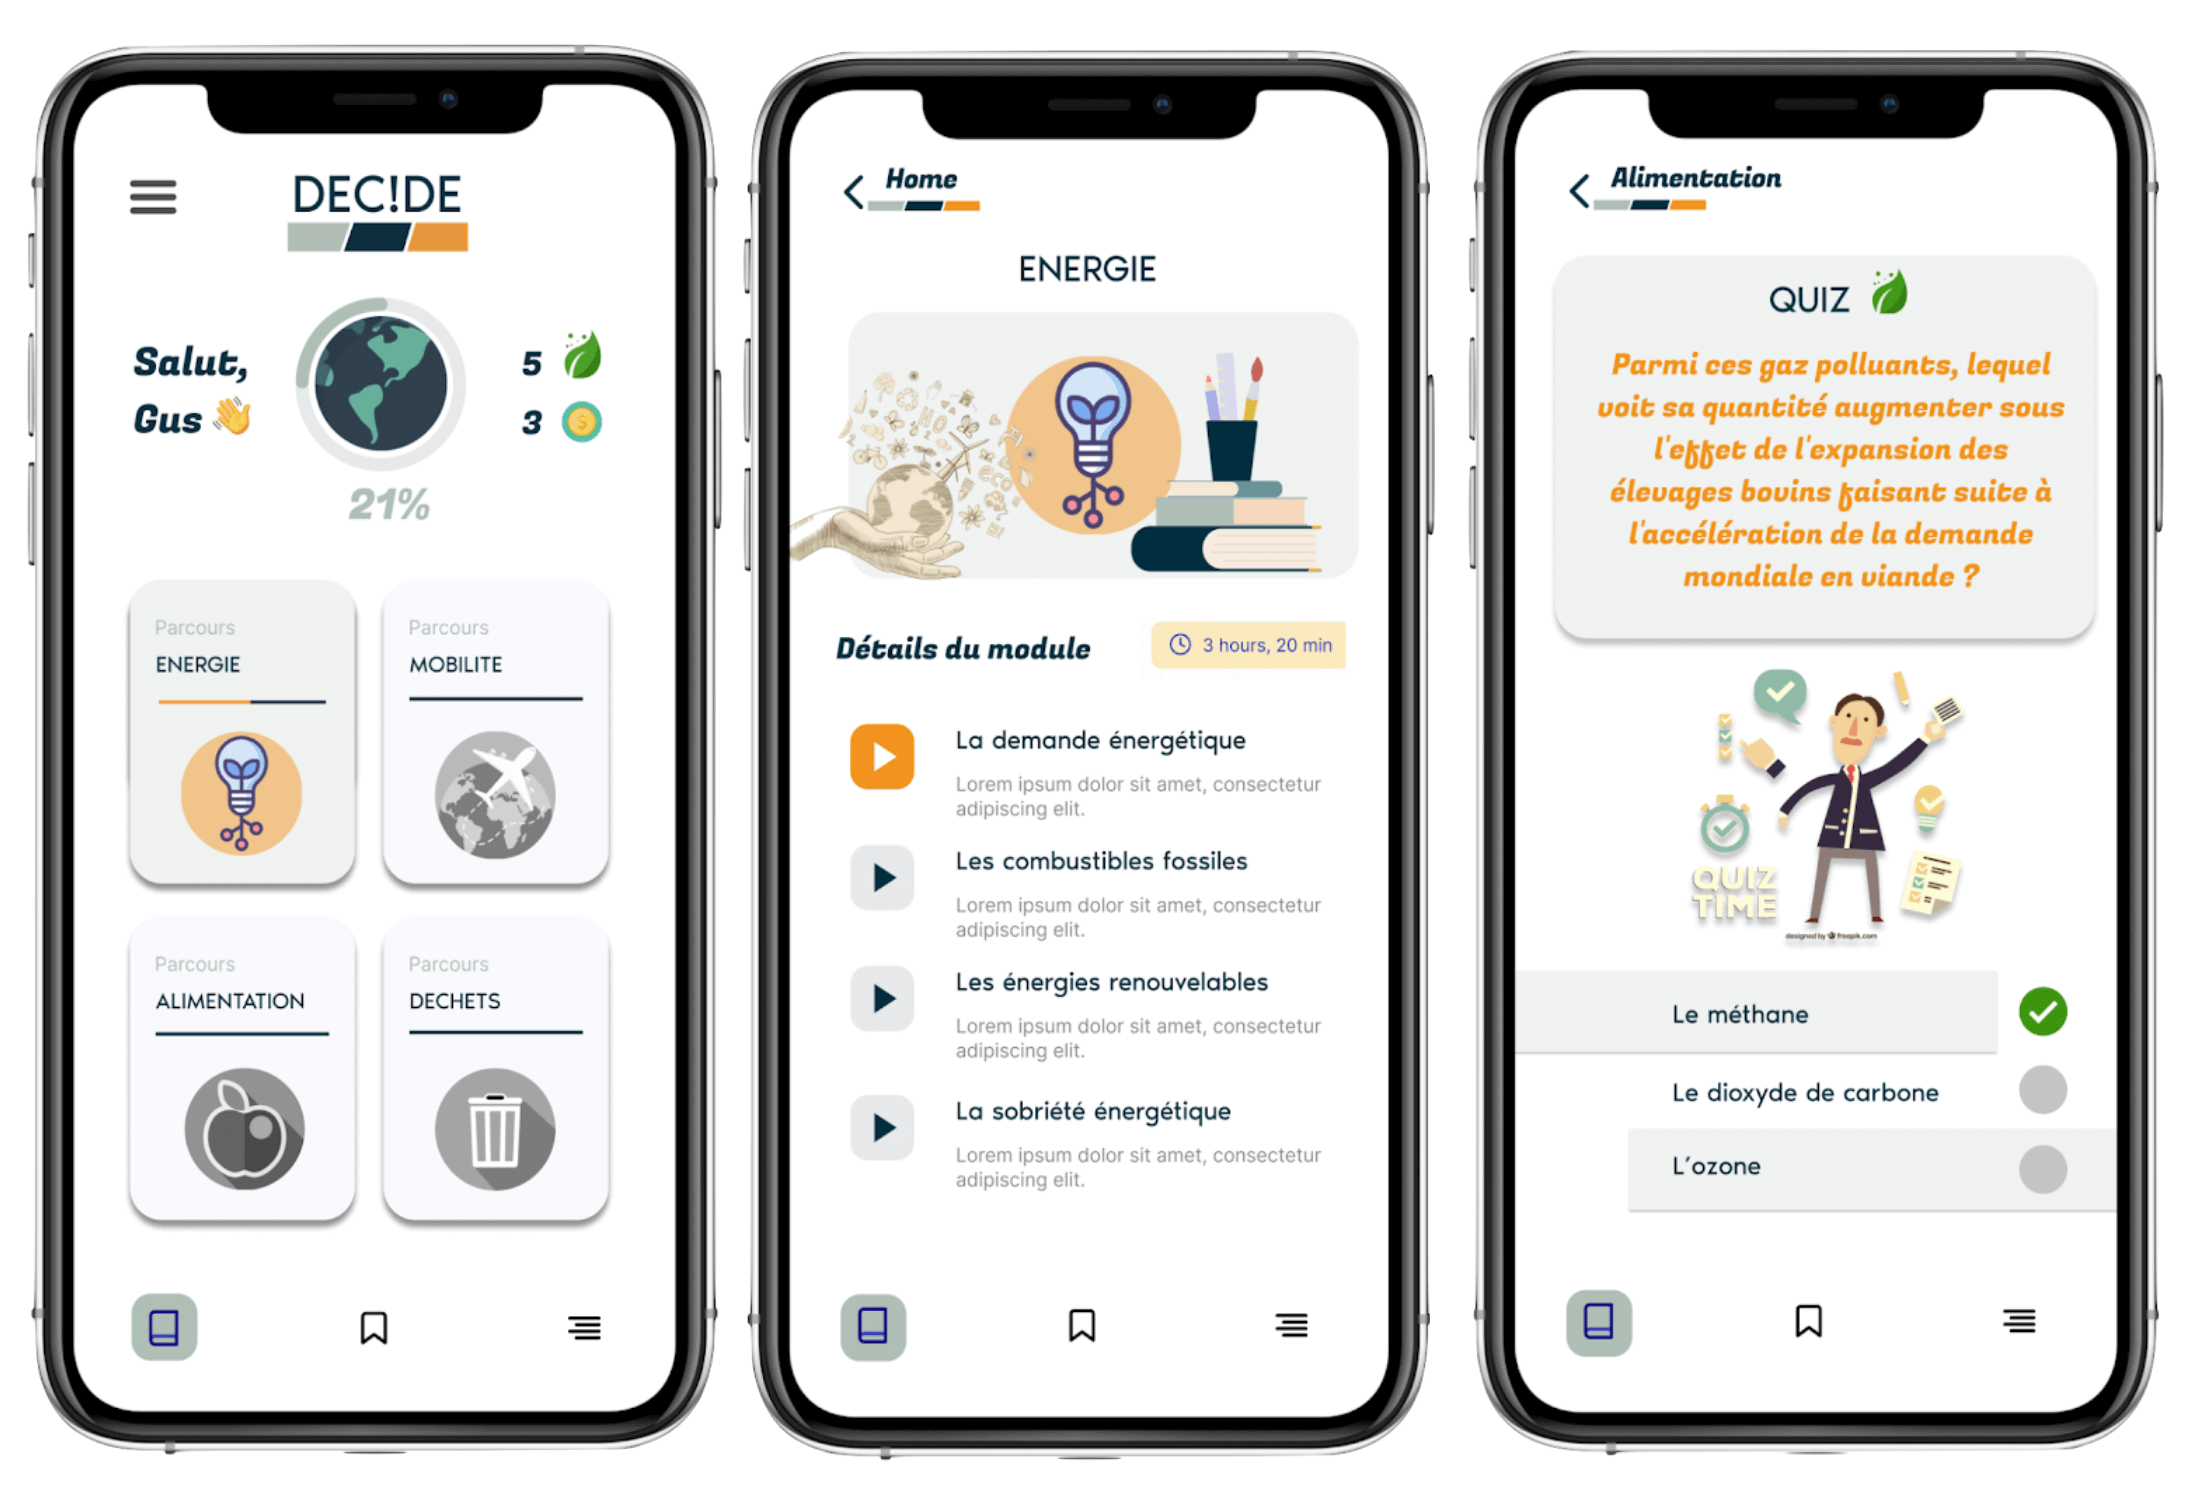 DEC!DE
Salut,
Gus
5
3
21%
Parcours
ENERGIE
Parcours
MOBILITE
Parcours
ALIMENTATION
Parcours
DECHETS
Home
ENERGIE
Détails du module
3 hours, 20 min
La demande énergétique
Lorem ipsum dolor sit amet, consectetur
adipiscing elit.
Les combustibles fossiles
Lorem ipsum dolor sit amet, consectetur
adipiscing elit.
Les énergies renouvelables
Lorem ipsum dolor sit amet, consectetur
adipiscing elit.
La sobriété énergétique
Lorem ipsum dolor sit amet, consectetur
adipiscing elit.
Alimentation
QUIZ
Parmi ces gaz polluants, lequel
voit sa quantité augmenter sous
l'effet de l'expansion des
élevages bovins faisant suite à
l'accélération de la demande
mondiale en viande ?
QUIZ
TIME
designed by freepik.com
Le méthane
Le dioxyde de carbone
L'ozone